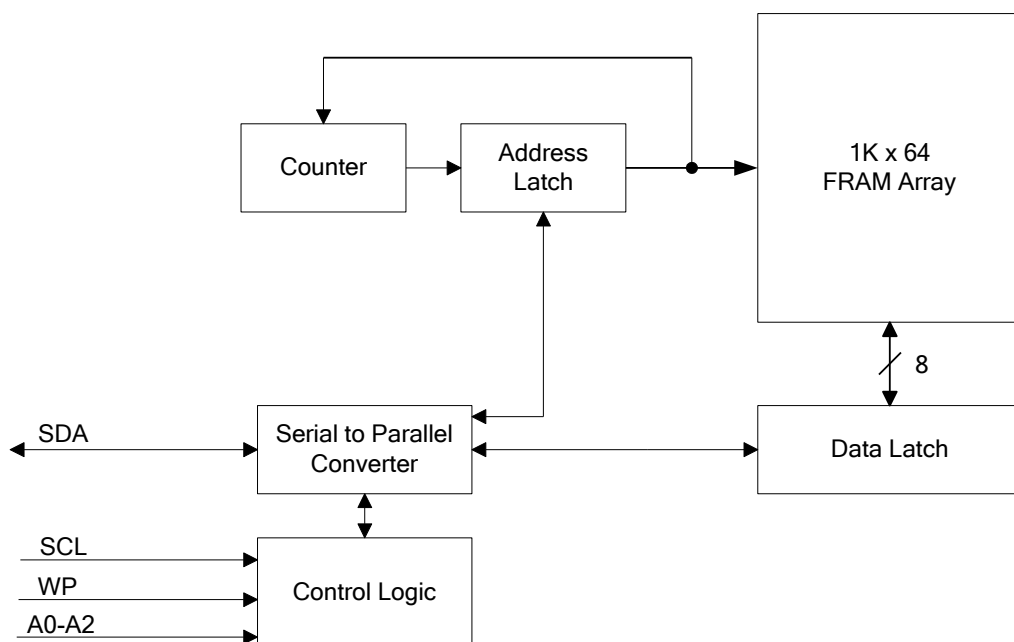 Counter
Address
Latch
1K x 64
FRAM Array
8
SDA
Serial to Parallel
Converter
Data Latch
SCL
WP
A0-A2
Control Logic